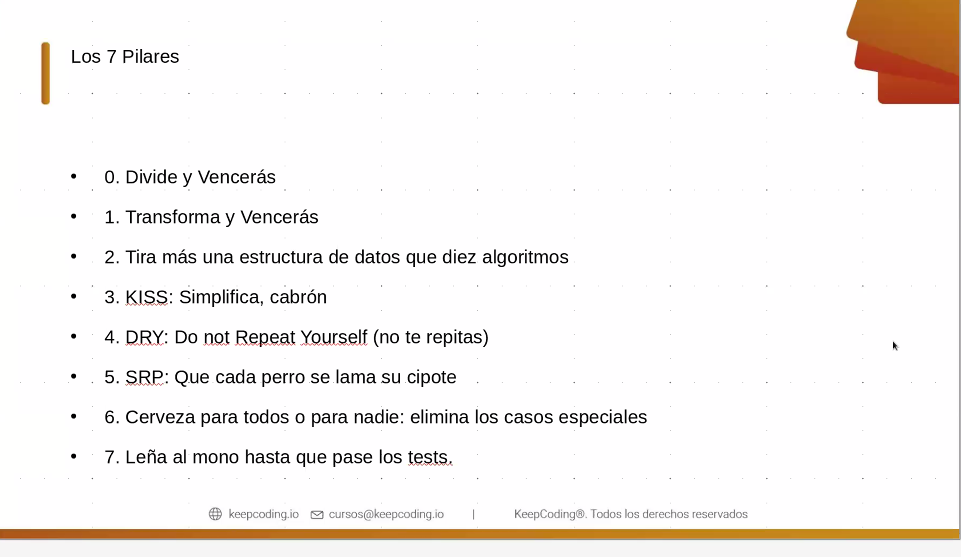 Los 7 Pilares
• 0. Divide y Vencerás
• 1. Transforma y Vencerás
• 2. Tira más una estructura de datos que diez algoritmos
• 3. KISS: Simplifica, cabrón
• 4. DRY: Do not Repeat Yourself (no te repitas)
• 5. SRP: Que cada perro se lama su cipote
• 6. Cerveza para todos o para nadie: elimina los casos especiales
• 7. Leña al mono hasta que pase los tests.
keepcoding.io cursos@keepcoding.io | KeepCoding®. Todos los derechos reservados